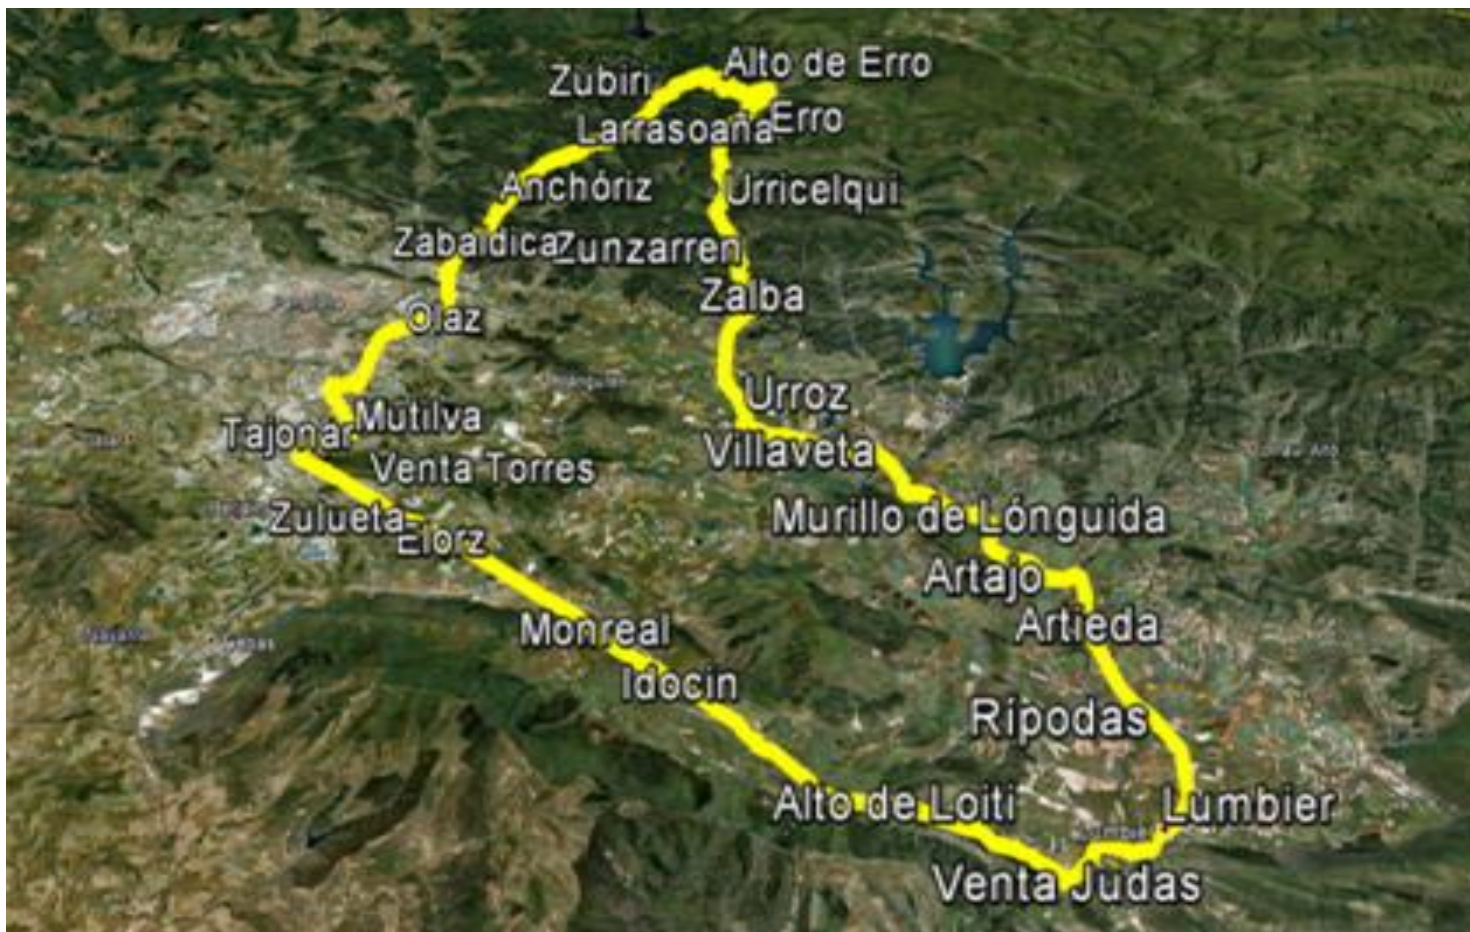 Alto de Erro
Zubiri
Erro
Larrasoaña
Anchóriz
Urricelqui
Zabaldica
Zunzarren
Zalba
Olaz
Urroz
Mutilva
Tajonar
Villaveta
Venta Torres
Zulueta
Elorz
Murillo de Lónguida
Artajo
Artieda
Monreal
Idocin
Rípodas
Alto de Loiti
Lumbier
Venta Judas